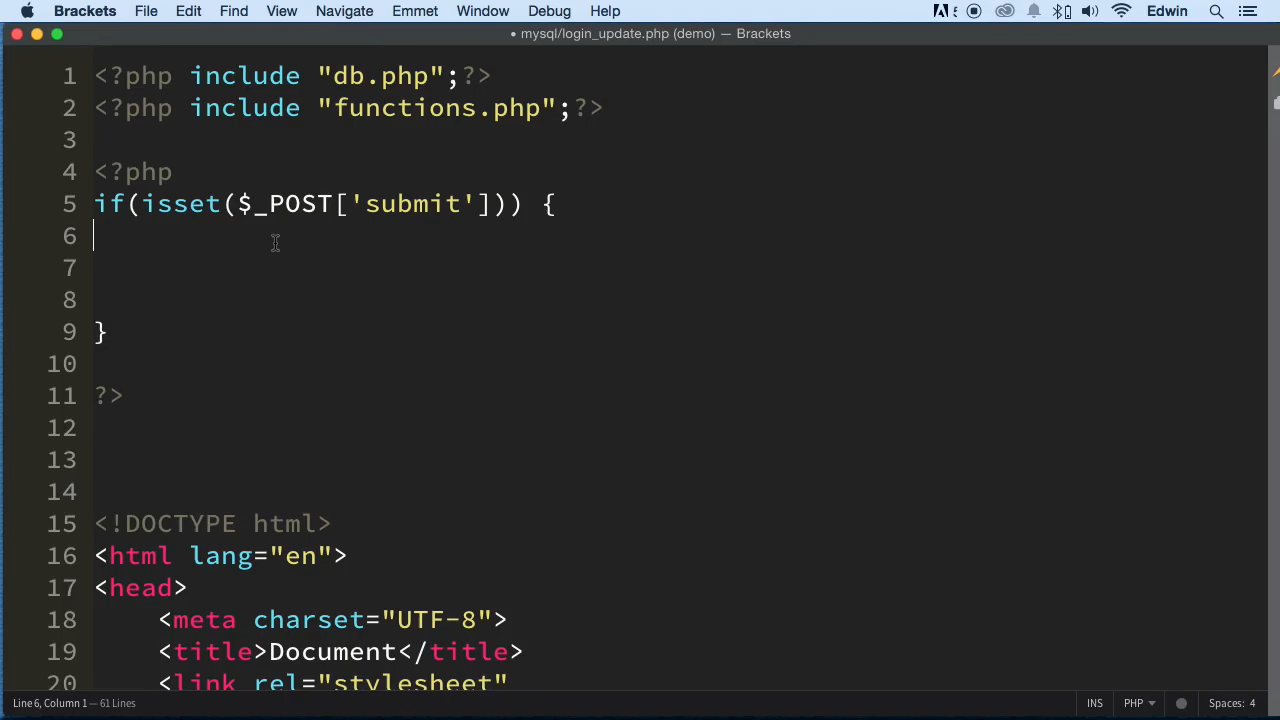 Brackets File Edit Find View Navigate Emmet Window Debug Help Edwin
• mysql/login_update.php (demo) — Brackets
1 <?php include "db.php";?>
2 <?php include "functions.php";?>
3
4 <?php
5 if(isset($_POST['submit'])) {
6
7
8
9 }
10
11 ?>
12
13
14
15 <!DOCTYPE html>
16 <html lang="en">
17 <head>
18 <meta charset="UTF-8">
19 <title>Document</title>
20 <link rel="stylesheet"
Line 6, Column 1 — 61 Lines INS PHP Spaces: 4